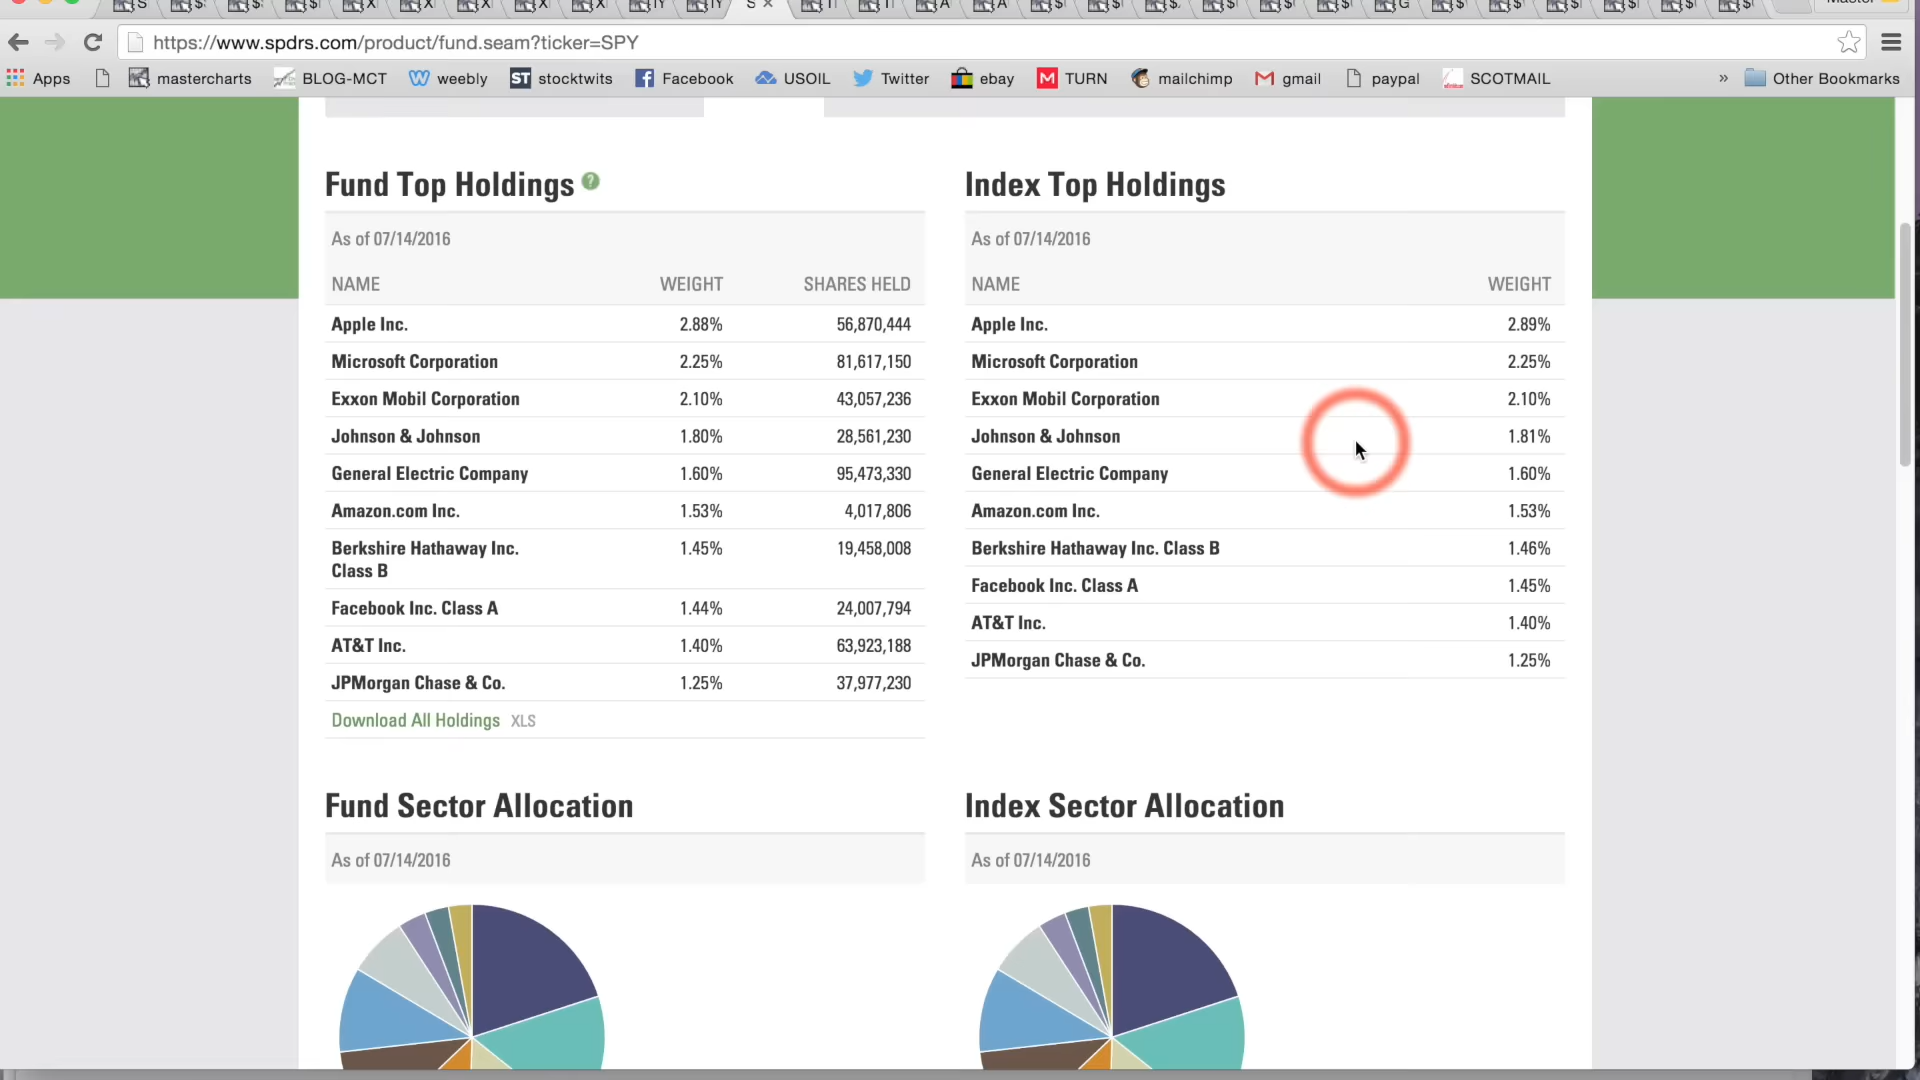 https://www.spdrs.com/product/fund.seam?ticker=SPY
Apps mastercharts BLOG-MCT weebly ST stocktwits Facebook USOIL Twitter ebay M TURN mailchimp gmail paypal SCOTMAIL » Other Bookmarks
Fund Top Holdings ?
As of 07/14/2016
NAME WEIGHT SHARES HELD
Apple Inc. 2.88% 56,870,444
Microsoft Corporation 2.25% 81,617,150
Exxon Mobil Corporation 2.10% 43,057,236
Johnson & Johnson 1.80% 28,561,230
General Electric Company 1.60% 95,473,330
Amazon.com Inc. 1.53% 4,017,806
Berkshire Hathaway Inc. 1.45% 19,458,008
Class B
Facebook Inc. Class A 1.44% 24,007,794
AT&T Inc. 1.40% 63,923,188
JPMorgan Chase & Co. 1.25% 37,977,230
Download All Holdings XLS
Index Top Holdings
As of 07/14/2016
NAME WEIGHT
Apple Inc. 2.89%
Microsoft Corporation 2.25%
Exxon Mobil Corporation 2.10%
Johnson & Johnson 1.81%
General Electric Company 1.60%
Amazon.com Inc. 1.53%
Berkshire Hathaway Inc. Class B 1.46%
Facebook Inc. Class A 1.45%
AT&T Inc. 1.40%
JPMorgan Chase & Co. 1.25%
Fund Sector Allocation
As of 07/14/2016
Index Sector Allocation
As of 07/14/2016